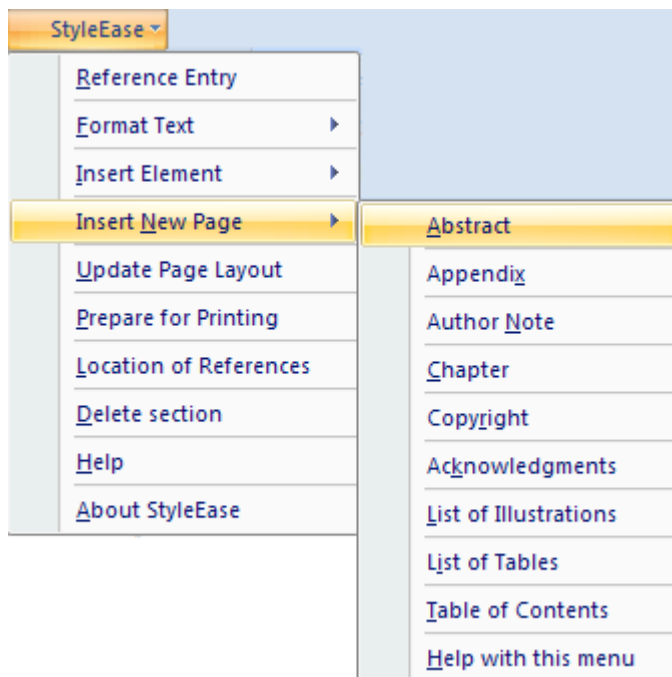 StyleEase
Reference Entry
Format Text
Insert Element
Insert New Page
Update Page Layout
Prepare for Printing
Location of References
Delete section
Help
About StyleEase
Abstract
Appendix
Author Note
Chapter
Copyright
Acknowledgments
List of Illustrations
List of Tables
Table of Contents
Help with this menu